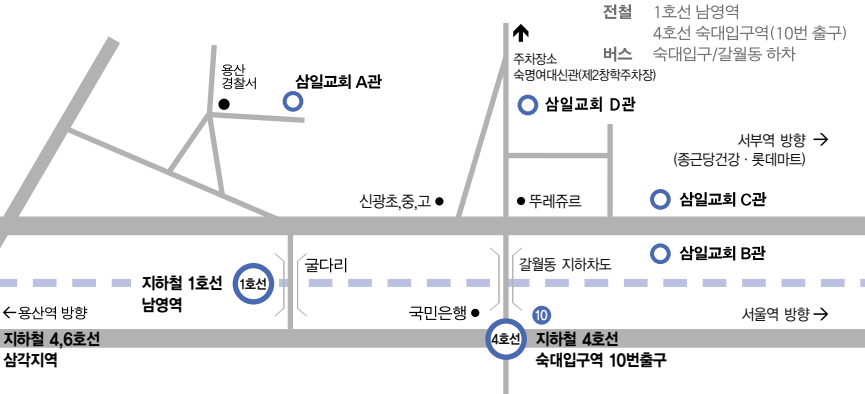 전철 1호선 남영역
4호선 숙대입구역(10번 출구)
버스 숙대입구/갈월동 하차
주차장소
숙명여대신관(제2창학주차장)
용산
경찰서
삼일교회 A관
삼일교회 D관
서부역 방향 →
(종근당건강 · 롯데마트)
신광초,중,고
뚜레쥬르
삼일교회 C관
삼일교회 B관
굴다리
갈월동 지하차도
지하철 1호선
남영역
1호선
←용산역 방향
국민은행
10
서울역 방향 →
지하철 4,6호선
삼각지역
4호선
지하철 4호선
숙대입구역 10번출구